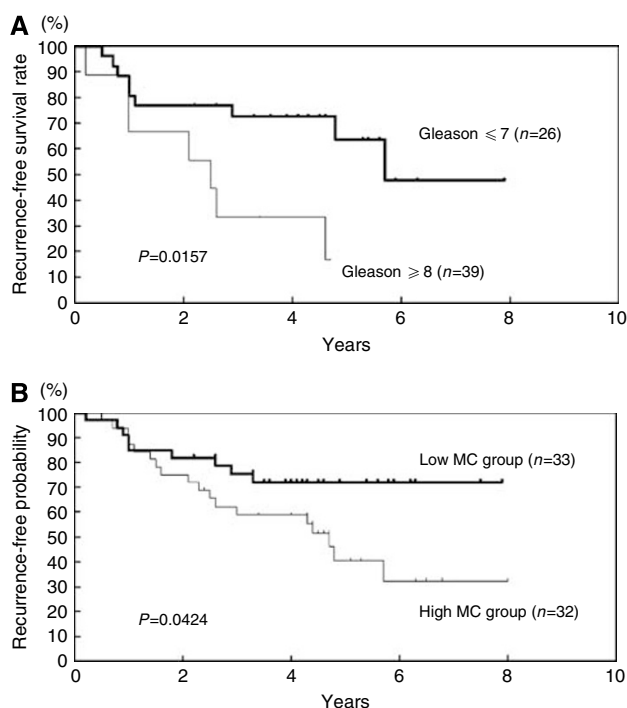 A (%)
100
90
80
70
60
50
40
30
20
10
0
Recurrence-free survival rate
Gleason ⩽ 7 (n=26)
P=0.0157
Gleason ⩾ 8 (n=39)
0 2 4 6 8 10
Years
B (%)
100
90
80
70
60
50
40
30
20
10
0
Recurrence-free probability
Low MC group (n=33)
P=0.0424
High MC group (n=32)
0 2 4 6 8 10
Years